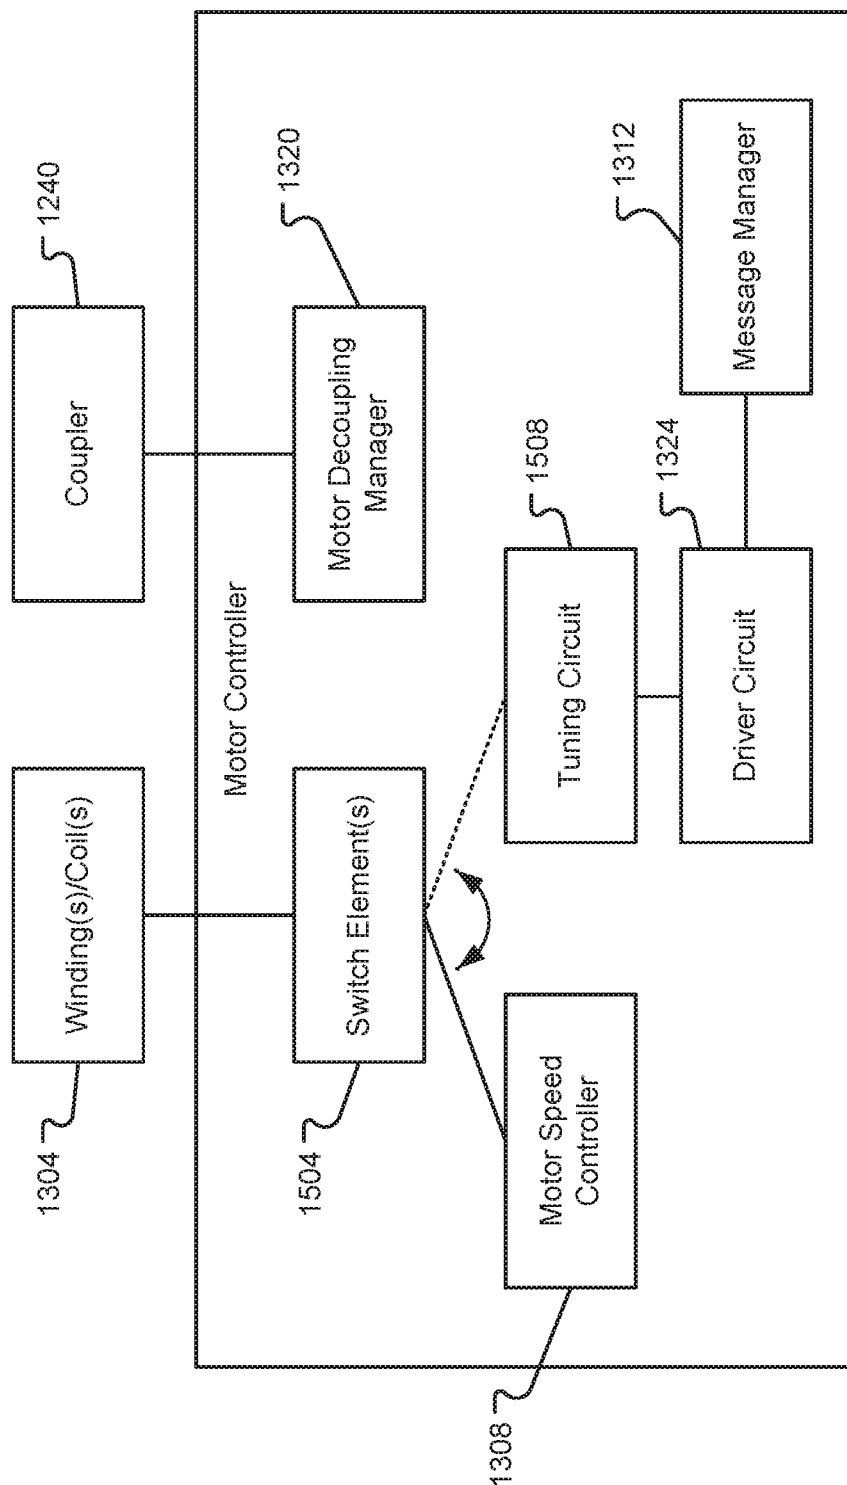 1304
Winding(s)/Coil(s)
Coupler
1240
Motor Controller
1504
Switch Element(s)
Motor Decoupling
Manager
1320
1308
Motor Speed
Controller
Tuning Circuit
1508
Driver Circuit
1324
Message Manager
1312